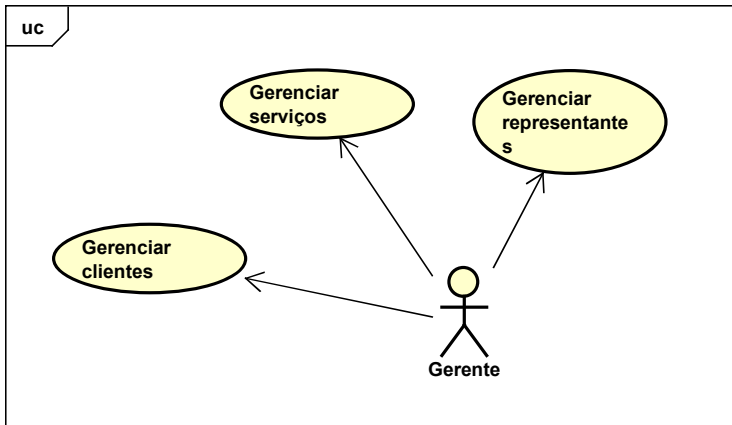 uc
Gerenciar
serviços
Gerenciar
representante
s
Gerenciar
clientes
Gerente